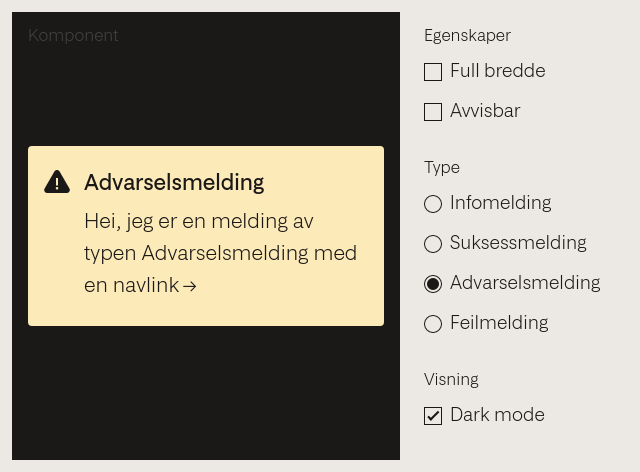 Komponent
Advarselsmelding
Hei, jeg er en melding av
typen Advarselsmelding med
en navlink→
Egenskaper
Full bredde
Avvisbar
Type
Infomelding
Suksessmelding
Advarselsmelding
Feilmelding
Visning
Dark mode